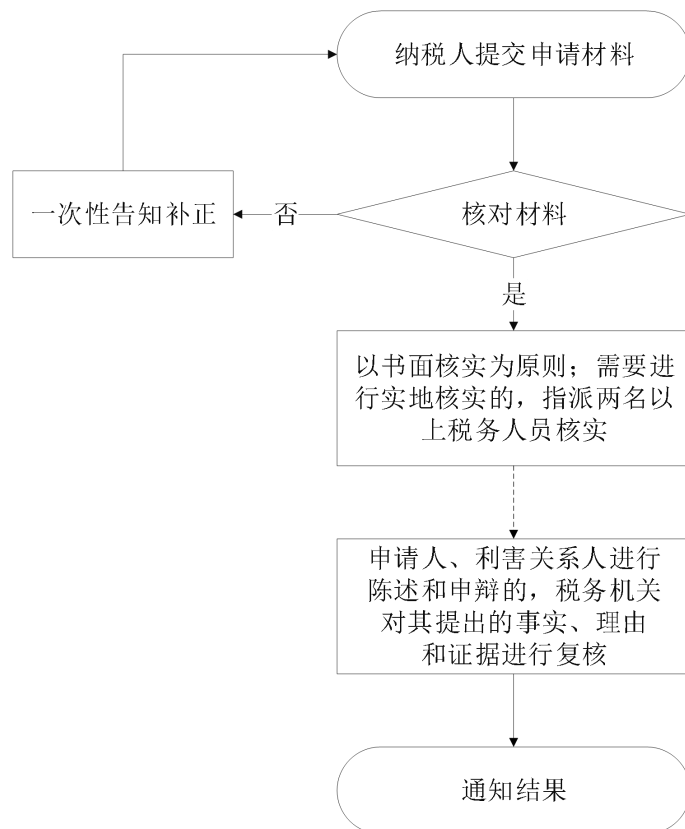 纳税人提交申请材料
一次性告知补正
否
核对材料
是
以书面核实为原则；需要进
行实地核实的，指派两名以
上税务人员核实
申请人、利害关系人进行
陈述和申辩的，税务机关
对其提出的事实、理由
和证据进行复核
通知结果